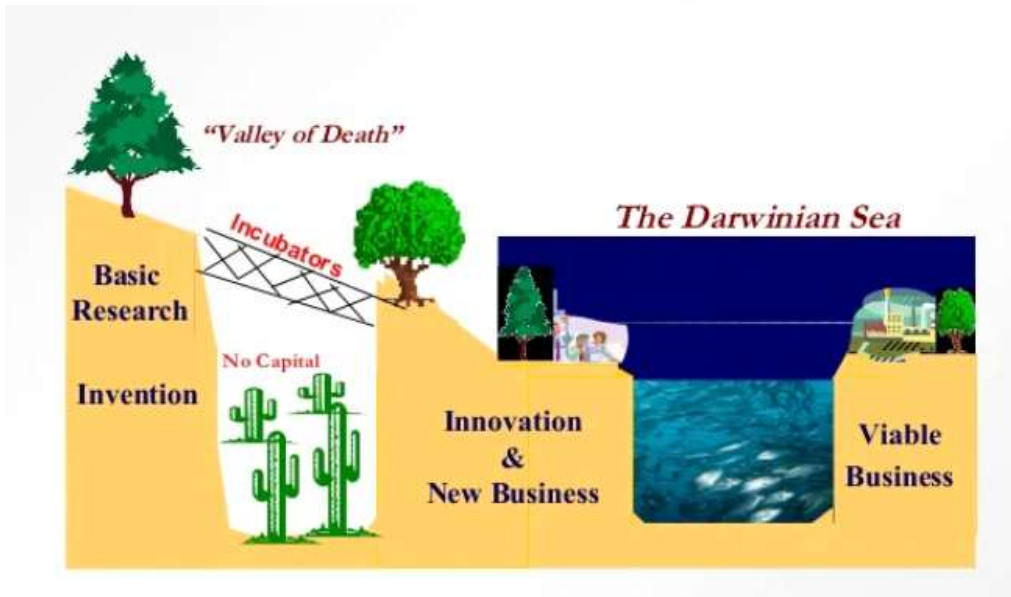 “Valley of Death”
Incubators
The Darwinian Sea
Basic
Research
Invention
No Capital
Innovation
&
New Business
Viable
Business